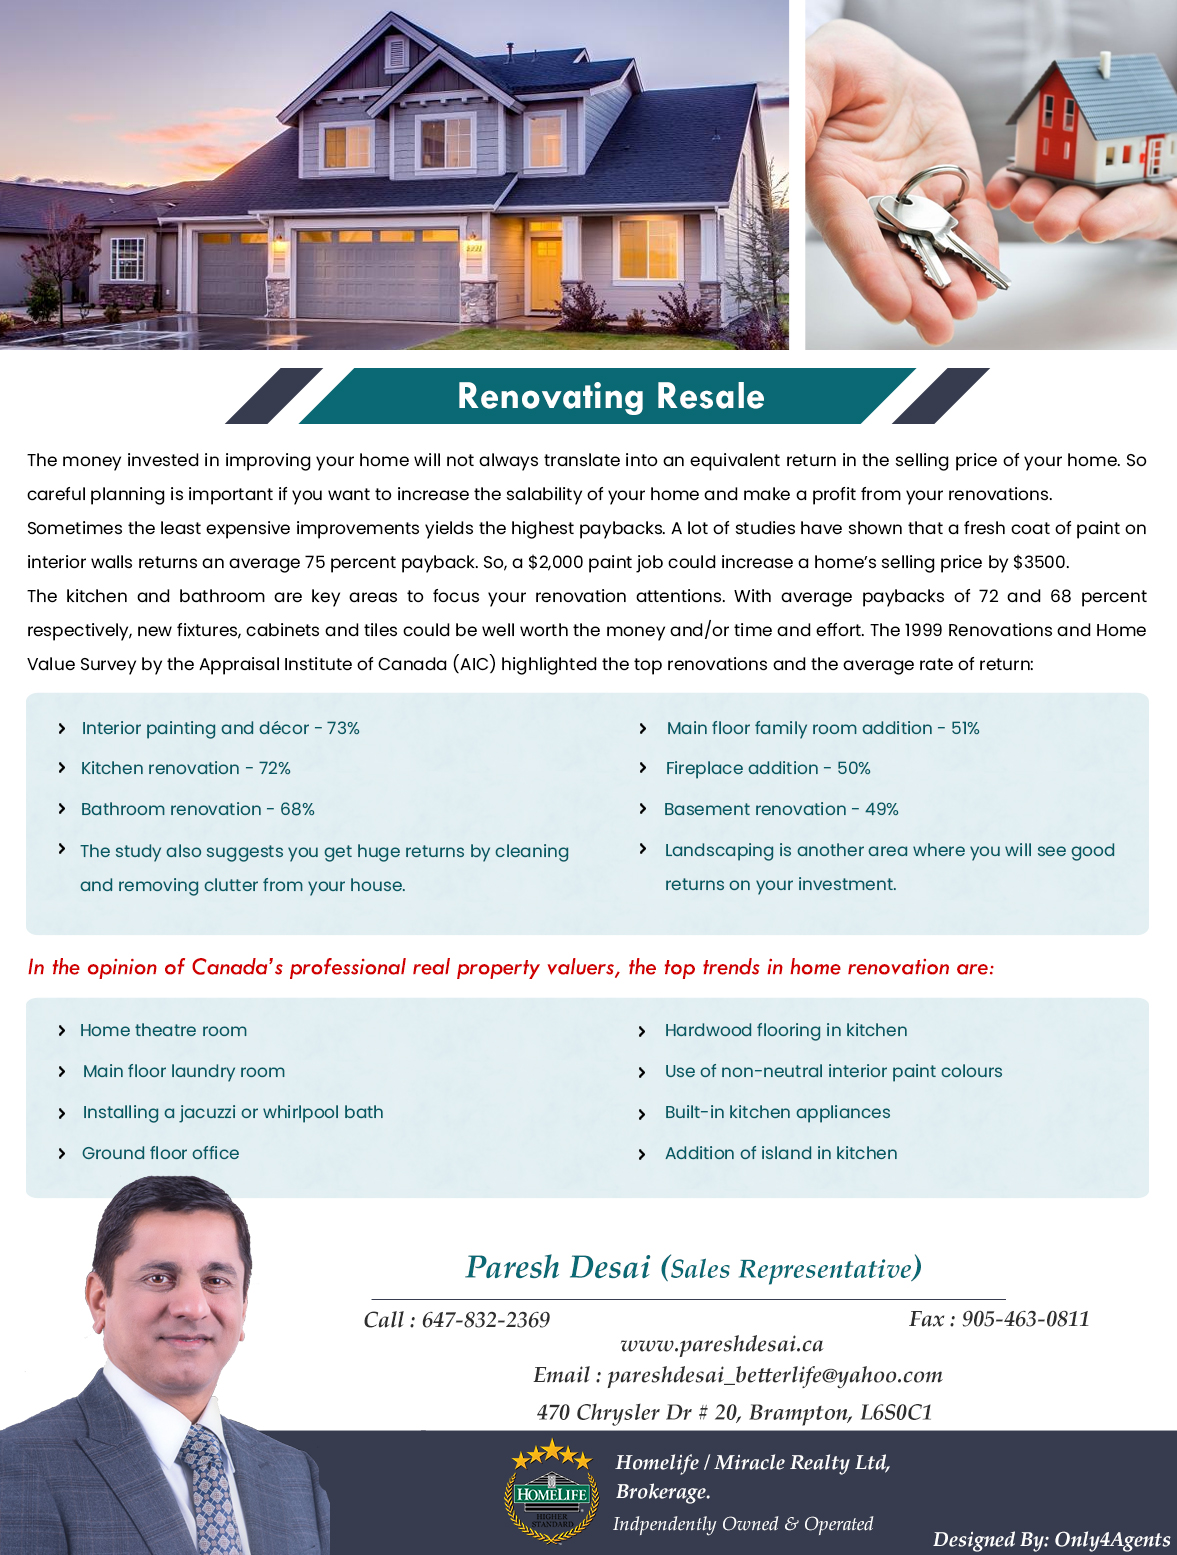 Renovating Resale
The money invested in improving your home will not always translate into an equivalent return in the selling price of your home. So
careful planning is important if you want to increase the salability of your home and make a profit from your renovations.
Sometimes the least expensive improvements yields the highest paybacks. A lot of studies have shown that a fresh coat of paint on
interior walls returns an average 75 percent payback. So, a $2,000 paint job could increase a home’s selling price by $3500.
The kitchen and bathroom are key areas to focus your renovation attentions. With average paybacks of 72 and 68 percent
respectively, new fixtures, cabinets and tiles could be well worth the money and/or time and effort. The 1999 Renovations and Home
Value Survey by the Appraisal Institute of Canada (AIC) highlighted the top renovations and the average rate of return:
Interior painting and décor - 73%
Kitchen renovation - 72%
Bathroom renovation - 68%
The study also suggests you get huge returns by cleaning
and removing clutter from your house.
Main floor family room addition - 51%
Fireplace addition - 50%
Basement renovation - 49%
Landscaping is another area where you will see good
returns on your investment.
In the opinion of Canada’s professional real property valuers, the top trends in home renovation are:
Home theatre room
Main floor laundry room
Installing a jacuzzi or whirlpool bath
Ground floor office
Hardwood flooring in kitchen
Use of non-neutral interior paint colours
Built-in kitchen appliances
Addition of island in kitchen
Paresh Desai (Sales Representative)
Call : 647-832-2369
Fax : 905-463-0811
www.pareshdesai.ca
Email : pareshdesai_betterlife@yahoo.com
470 Chrysler Dr # 20, Brampton, L6S0C1
HOMELIFE
HIGHER
STANDARD
Homelife / Miracle Realty Ltd,
Brokerage.
Indpendently Owned & Operated
Designed By: Only4Agents